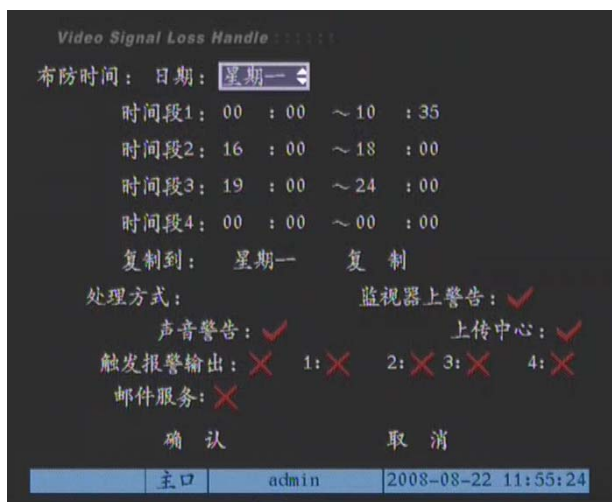 Video Signal Loss Handle
布防时间： 日期： 星期一
时间段1： 00 ：00 ～10 ：35
时间段2： 16 ：00 ～18 ：00
时间段3： 19 ：00 ～24 ：00
时间段4： 00 ：00 ～00 ：00
复制到： 星期一 复 制
处理方式： 监视器上警告：
声音警告： 上传中心：
触发报警输出： 1: 2: 3: 4:
邮件服务：
确 认 取 消
主口 admin 2008-08-22 11:55:24